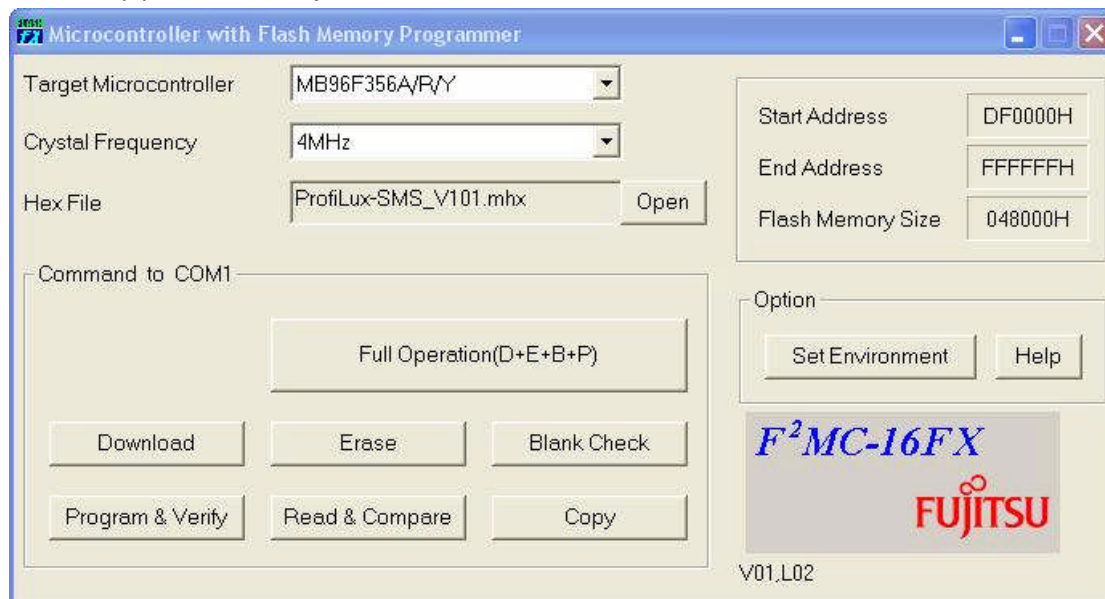 Microcontroller with Flash Memory Programmer
Target Microcontroller
MB96F356A/R/Y
Crystal Frequency
4MHz
Hex File
ProfiLux-SMS_V101.mhx
Open
Start Address
DF0000H
End Address
FFFFFFH
Flash Memory Size
048000H
Command to COM1
Full Operation(D+E+B+P)
Download
Erase
Blank Check
Program & Verify
Read & Compare
Copy
Option
Set Environment
Help
F²MC-16FX
FUJITSU
V01,L02